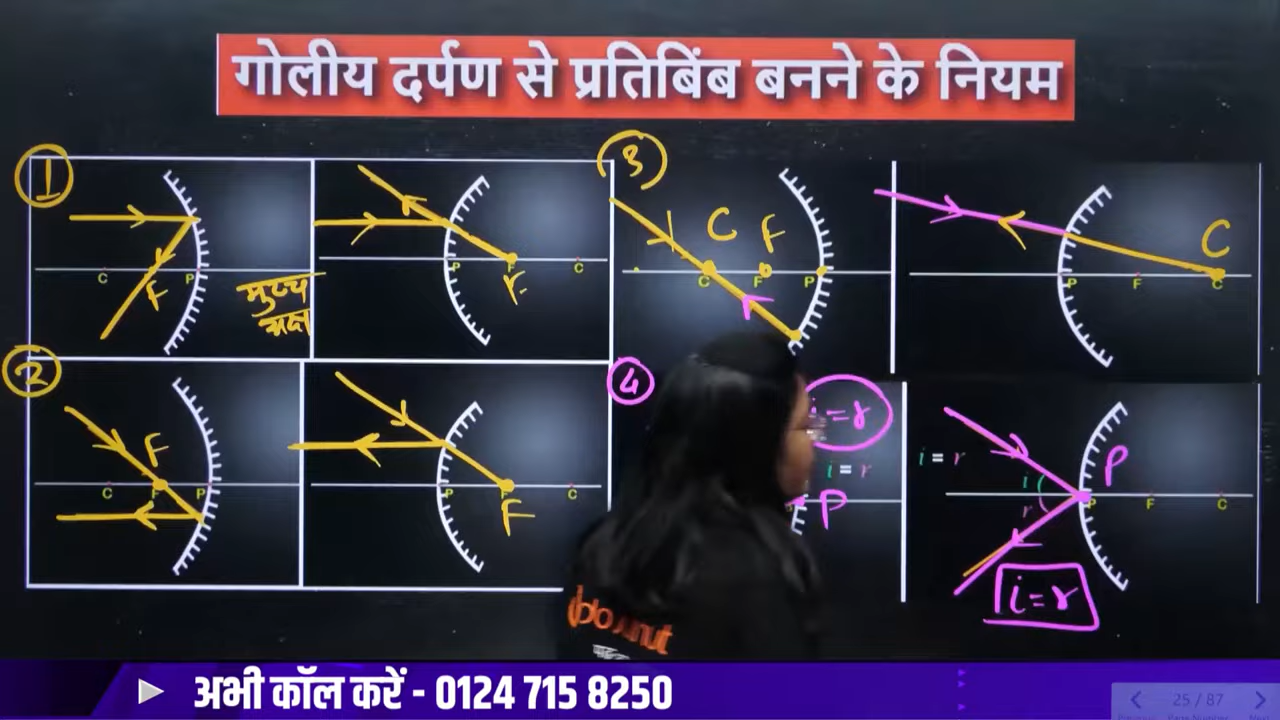 गोलीय दर्पण से प्रतिबिंब बनने के नियम
1
C
F
P
मुख्य
अक्ष
P
F
F
C
3
C
F
C
F
P
C
P
F
C
2
F
C
F
P
P
F
F
C
4
i = r
i = r
P
i = r
i
r
P
P
F
C
i = r
अभी कॉल करें - 0124 715 8250
25 / 87